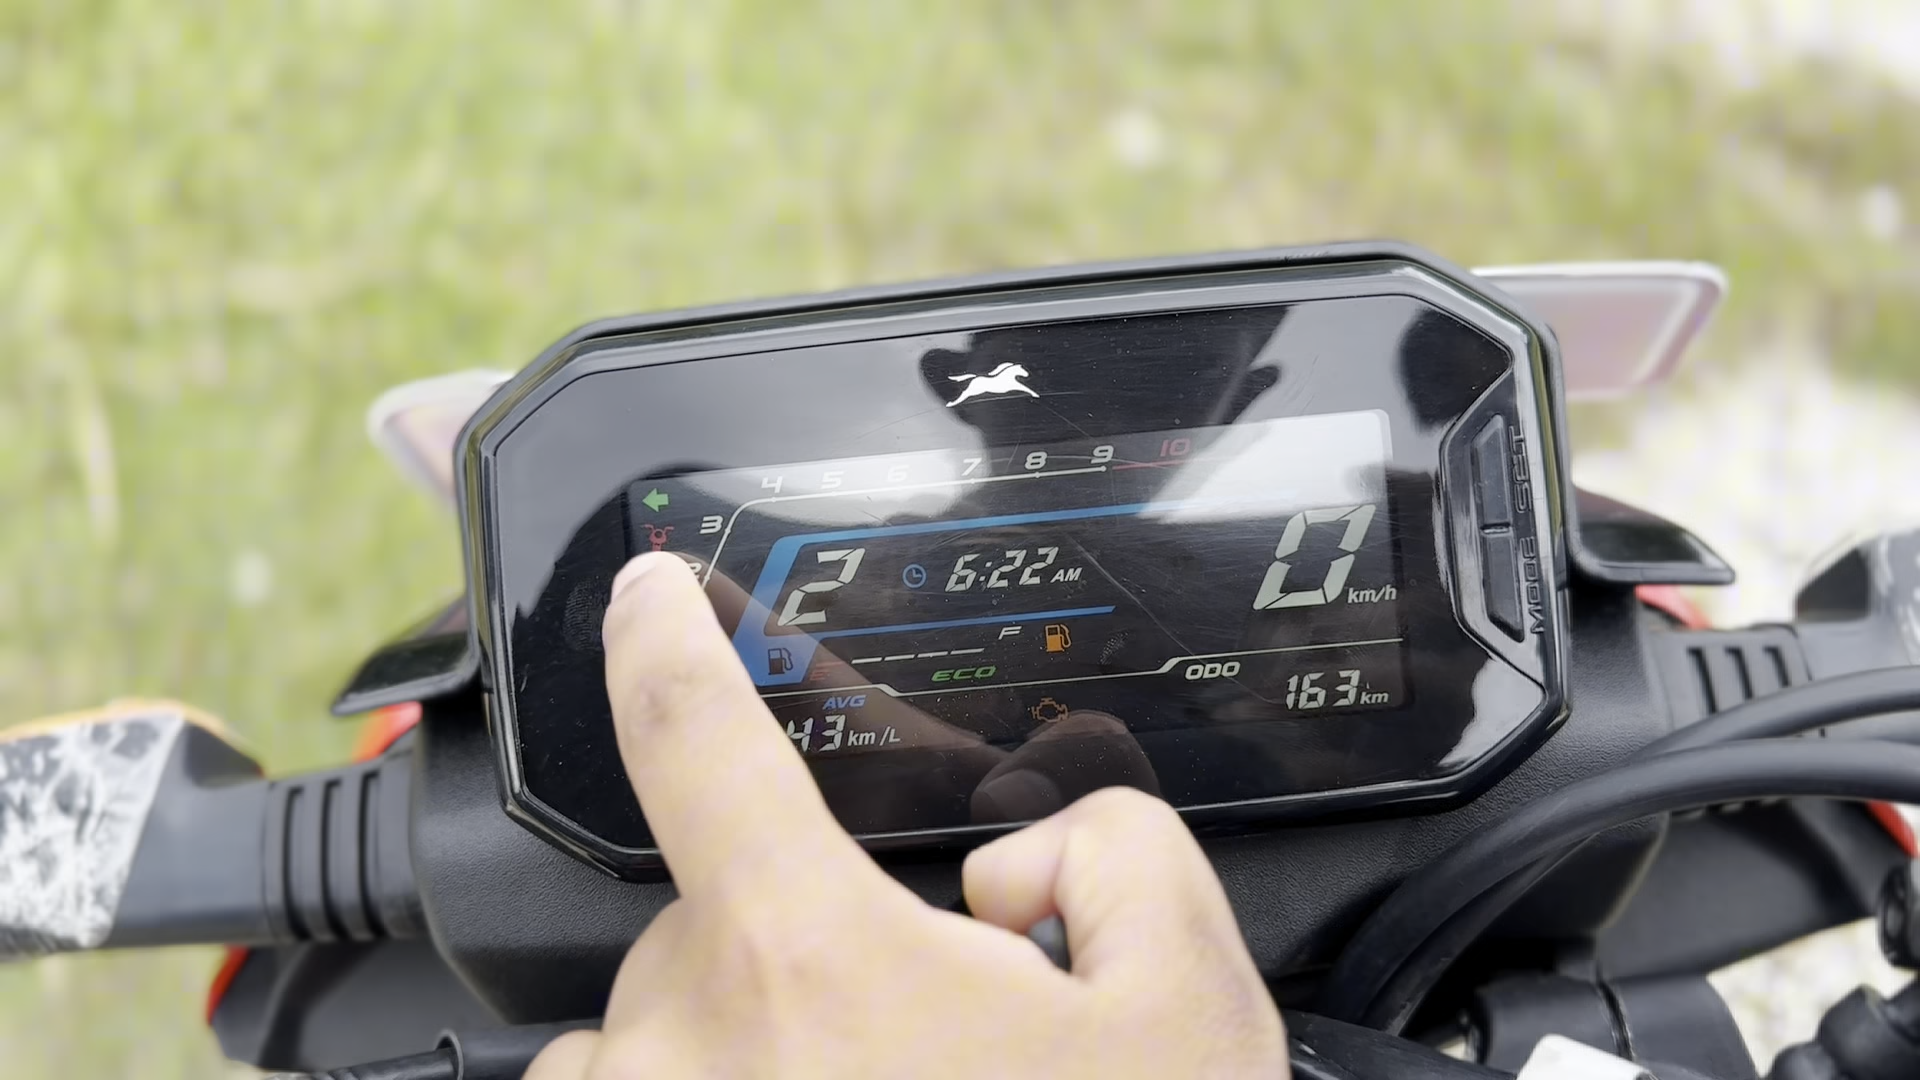 4 5 6 7 8 9 10
3
2 6:22 AM
0 km/h
F
E
ECO
ODO
163 km
AVG
43 km/L
MODE SET